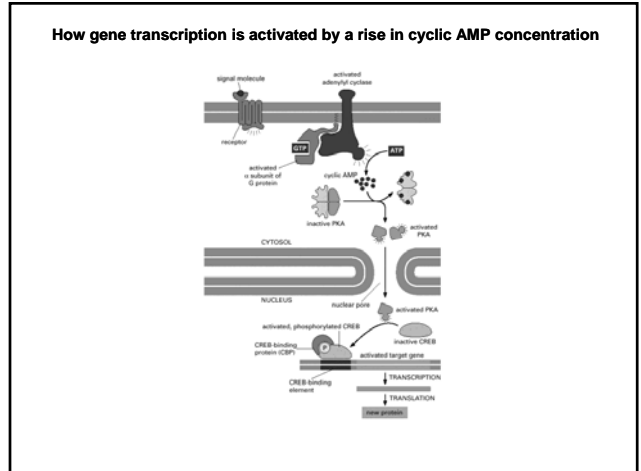 How gene transcription is activated by a rise in cyclic AMP concentration
signal molecule
activated
adenylyl cyclase
receptor
GTP
ATP
activated
α subunit of
G protein
cyclic AMP
inactive PKA
activated
PKA
CYTOSOL
NUCLEUS
nuclear pore
activated PKA
activated, phosphorylated CREB
inactive CREB
CREB-binding
protein (CBP)
P
activated target gene
CREB-binding
element
TRANSCRIPTION
TRANSLATION
new protein